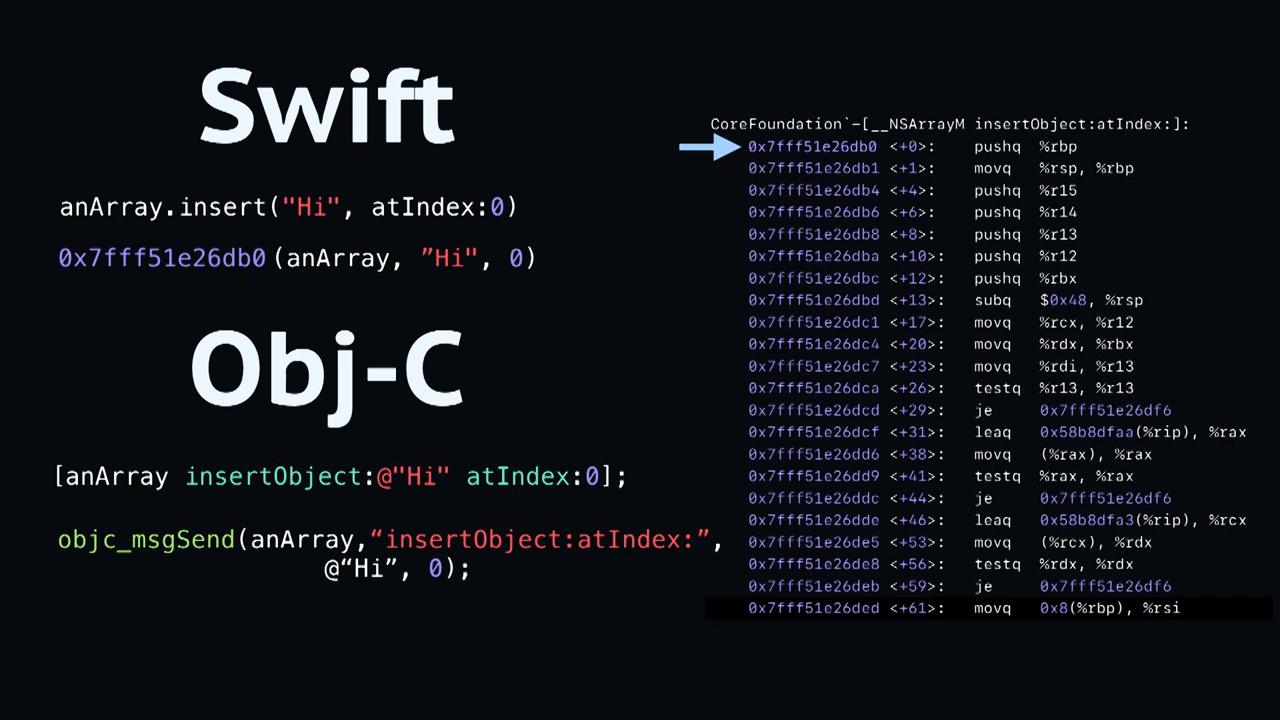 Swift
anArray.insert("Hi", atIndex:0)
0x7fff51e26db0(anArray, ”Hi", 0)
Obj-C
[anArray insertObject:@"Hi" atIndex:0];
objc_msgSend(anArray,“insertObject:atIndex:”,
@“Hi”, 0);
CoreFoundation`-[__NSArrayM insertObject:atIndex:]:
0x7fff51e26db0 <+0>: pushq %rbp
0x7fff51e26db1 <+1>: movq %rsp, %rbp
0x7fff51e26db4 <+4>: pushq %r15
0x7fff51e26db6 <+6>: pushq %r14
0x7fff51e26db8 <+8>: pushq %r13
0x7fff51e26dba <+10>: pushq %r12
0x7fff51e26dbc <+12>: pushq %rbx
0x7fff51e26dbd <+13>: subq $0x48, %rsp
0x7fff51e26dc1 <+17>: movq %rcx, %r12
0x7fff51e26dc4 <+20>: movq %rdx, %rbx
0x7fff51e26dc7 <+23>: movq %rdi, %r13
0x7fff51e26dca <+26>: testq %r13, %r13
0x7fff51e26dcd <+29>: je 0x7fff51e26df6
0x7fff51e26dcf <+31>: leaq 0x58b8dfaa(%rip), %rax
0x7fff51e26dd6 <+38>: movq (%rax), %rax
0x7fff51e26dd9 <+41>: testq %rax, %rax
0x7fff51e26ddc <+44>: je 0x7fff51e26df6
0x7fff51e26dde <+46>: leaq 0x58b8dfa3(%rip), %rcx
0x7fff51e26de5 <+53>: movq (%rcx), %rdx
0x7fff51e26de8 <+56>: testq %rdx, %rdx
0x7fff51e26deb <+59>: je 0x7fff51e26df6
0x7fff51e26ded <+61>: movq 0x8(%rbp), %rsi